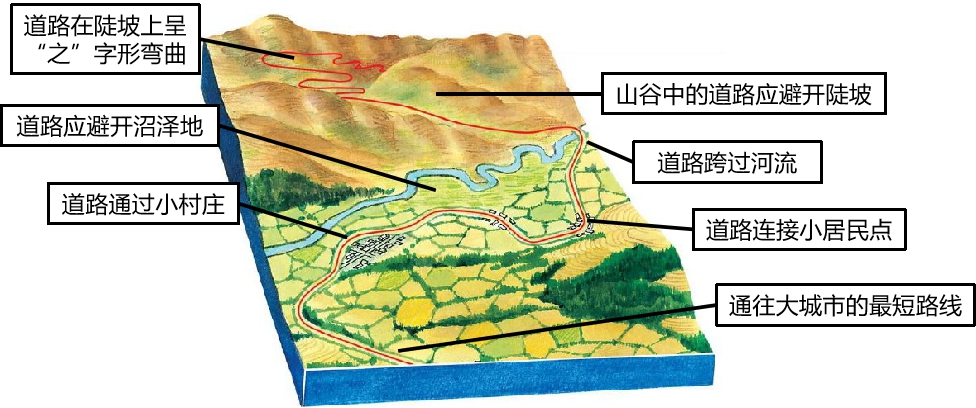 道路在陡坡上呈
“之”字形弯曲
山谷中的道路应避开陡坡
道路应避开沼泽地
道路跨过河流
道路通过小村庄
道路连接小居民点
通往大城市的最短路线